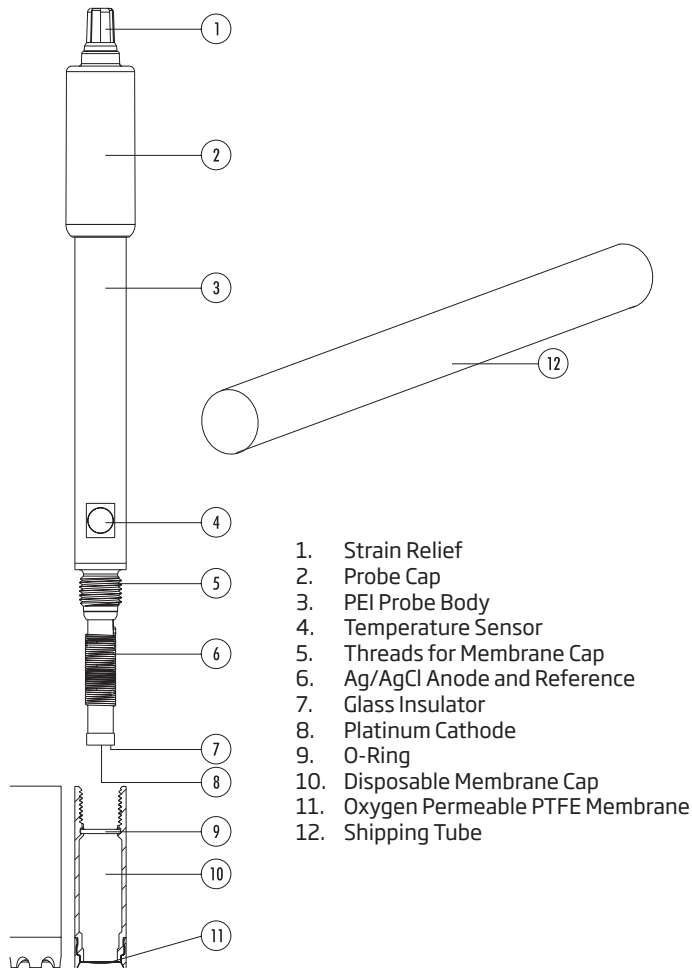 1
2
3
12
4
5
6
7
8
9
10
11
1. Strain Relief
2. Probe Cap
3. PEI Probe Body
4. Temperature Sensor
5. Threads for Membrane Cap
6. Ag/AgCl Anode and Reference
7. Glass Insulator
8. Platinum Cathode
9. O-Ring
10. Disposable Membrane Cap
11. Oxygen Permeable PTFE Membrane
12. Shipping Tube